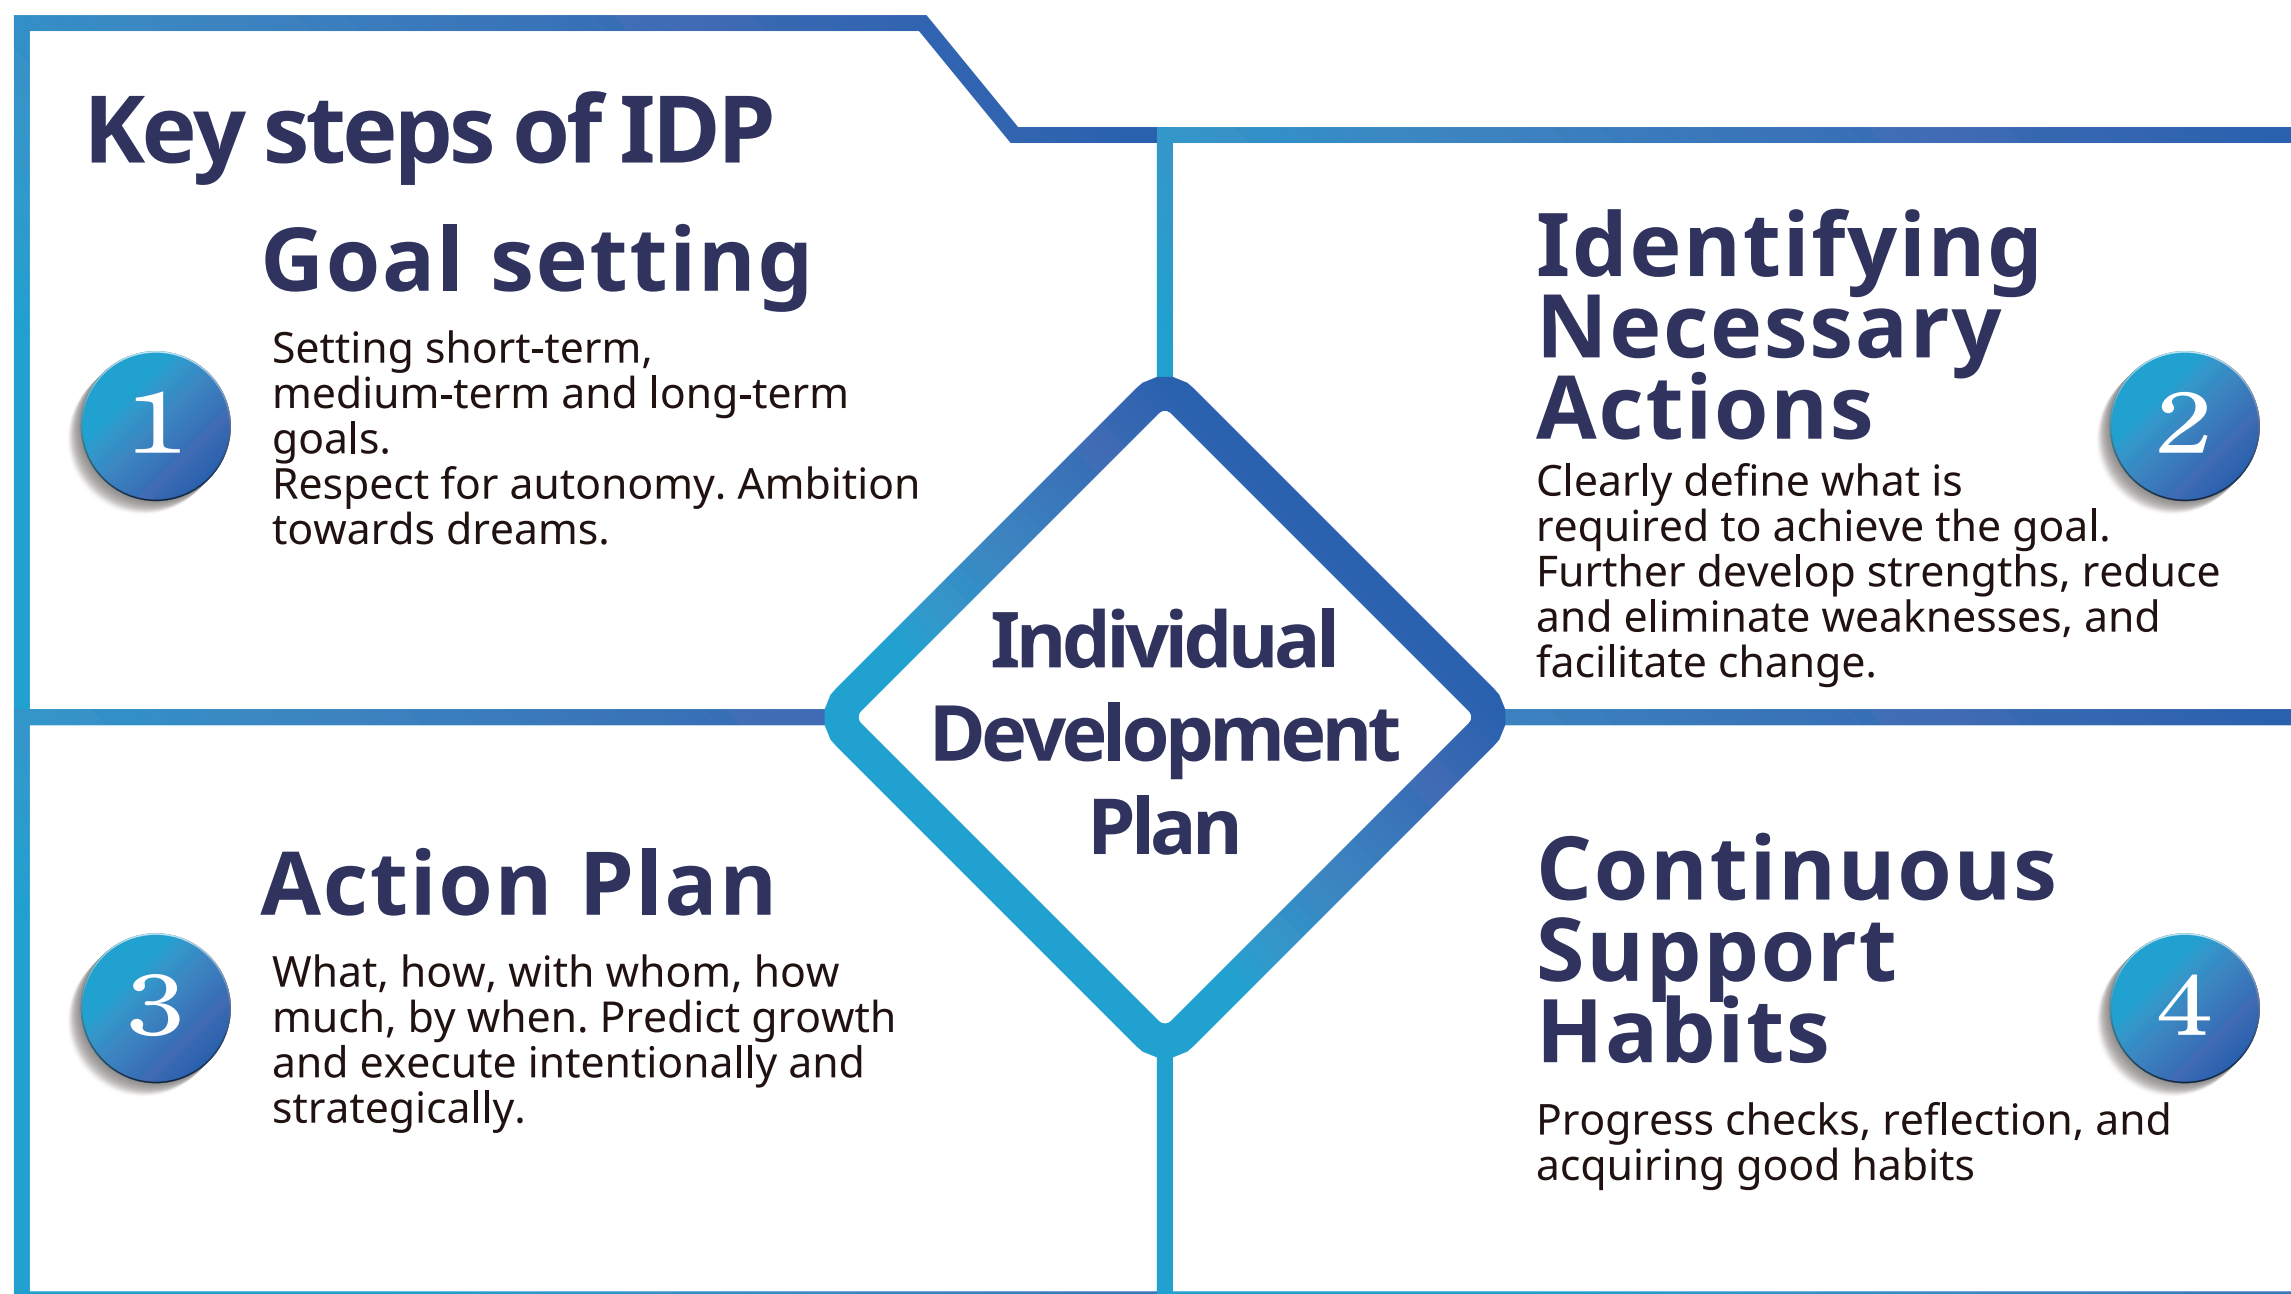 Key steps of IDP
Goal setting
1
Setting short-term,
medium-term and long-term
goals.
Respect for autonomy. Ambition
towards dreams.
Identifying
Necessary
Actions
2
Clearly define what is
required to achieve the goal.
Further develop strengths, reduce
and eliminate weaknesses, and
facilitate change.
Individual
Development
Plan
Action Plan
3
What, how, with whom, how
much, by when. Predict growth
and execute intentionally and
strategically.
Continuous
Support
Habits
4
Progress checks, reflection, and
acquiring good habits